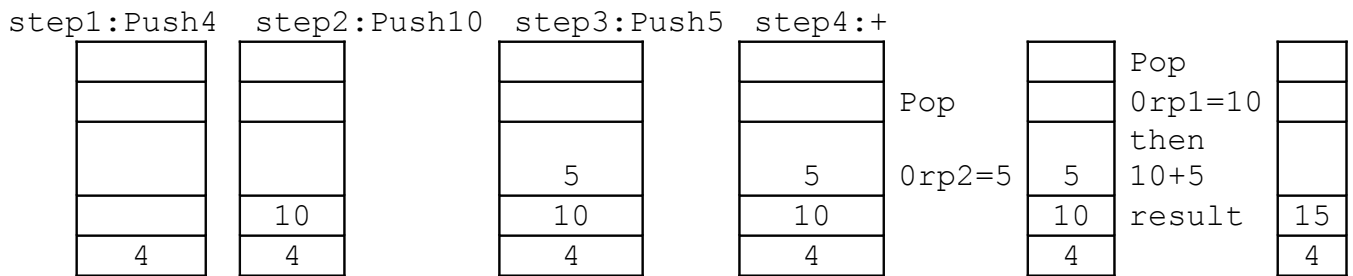 step1:Push4 step2:Push10 step3:Push5 step4:+
Pop
Pop 0rp1=10
then
5 5 0rp2=5 5 10+5
10 10 10 10 result 15
4 4 4 4 4 4